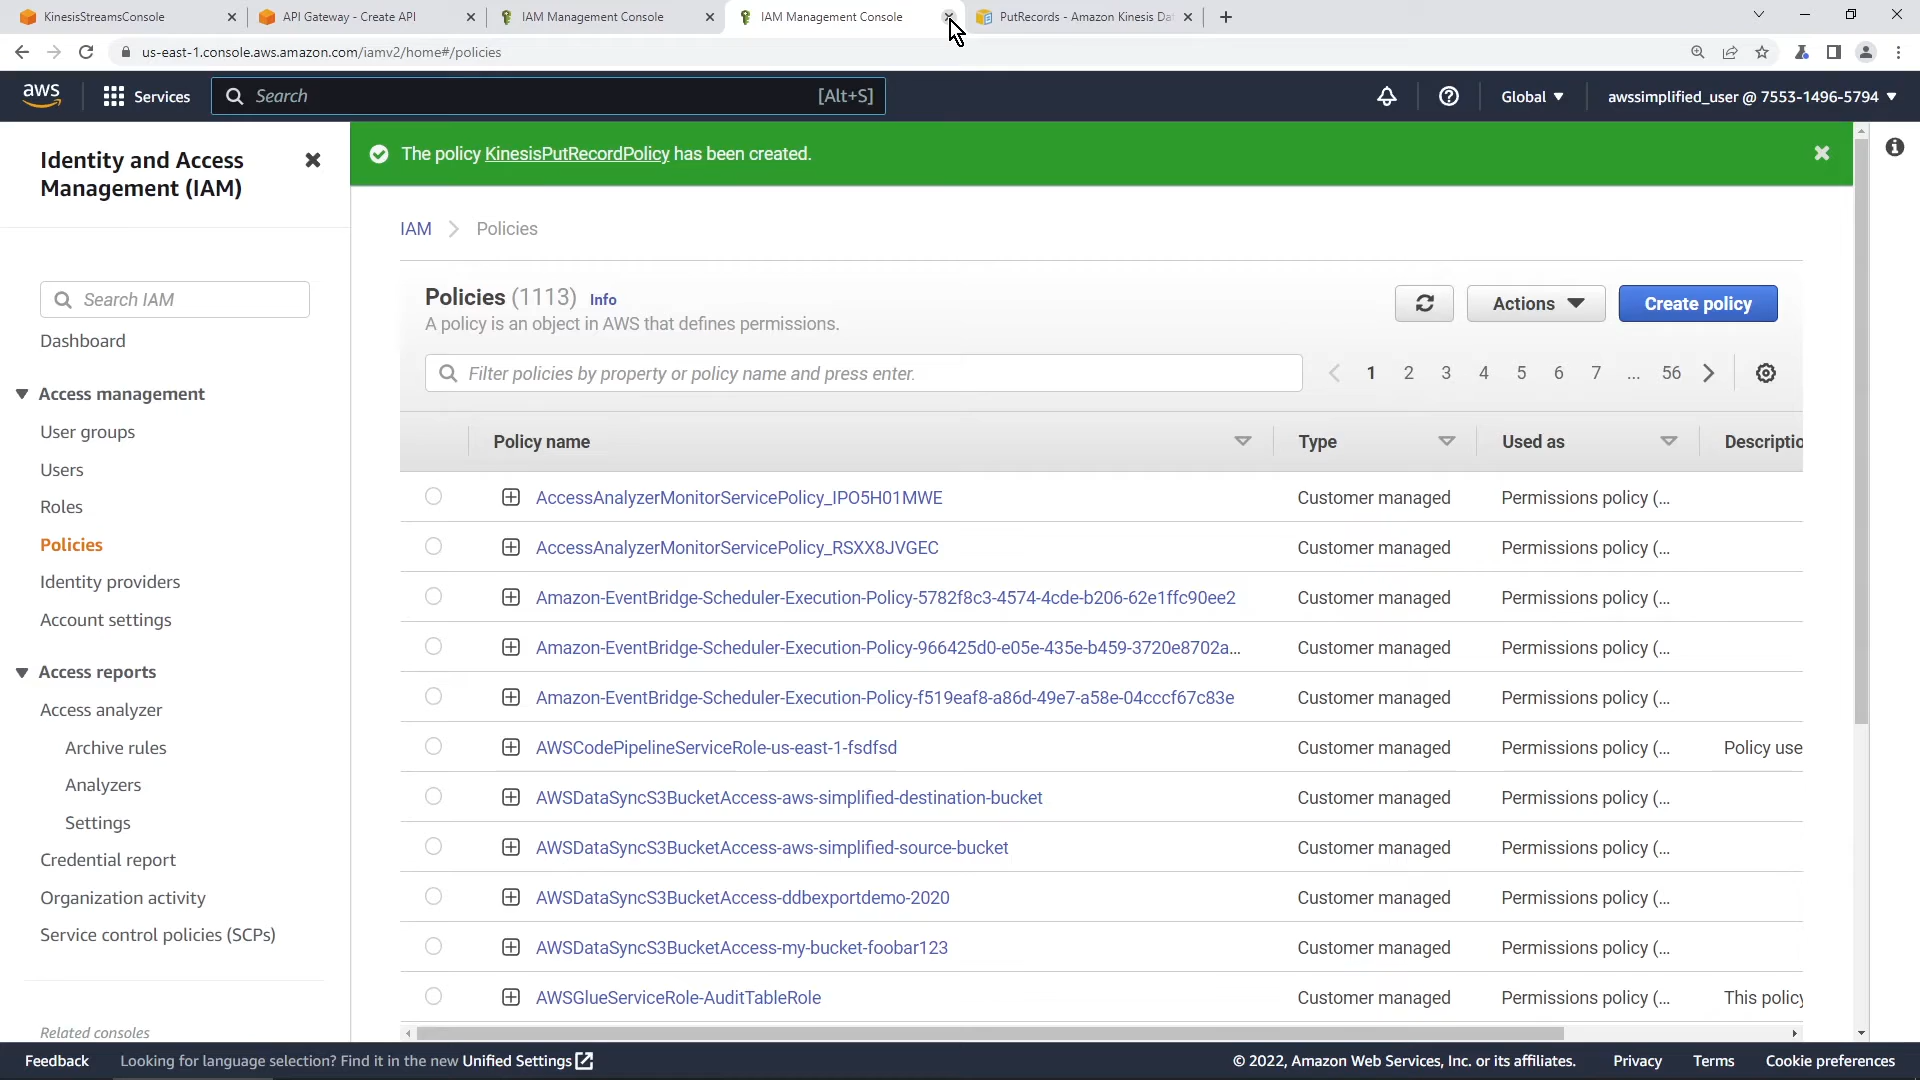 KinesisStreamsConsole
API Gateway - Create API
IAM Management Console
IAM Management Console
PutRecords - Amazon Kinesis Da
us-east-1.console.aws.amazon.com/iamv2/home#/policies
aws
Services
Search
[Alt+S]
Global
awssimplified_user @ 7553-1496-5794
Identity and Access
Management (IAM)
Search IAM
Dashboard
Access management
User groups
Users
Roles
Policies
Identity providers
Account settings
Access reports
Access analyzer
Archive rules
Analyzers
Settings
Credential report
Organization activity
Service control policies (SCPs)
Related consoles
The policy KinesisPutRecordPolicy has been created.
IAM > Policies
Policies (1113) Info
A policy is an object in AWS that defines permissions.
Actions
Create policy
Filter policies by property or policy name and press enter.
1 2 3 4 5 6 7 ... 56
Policy name Type Used as Descriptio
AccessAnalyzerMonitorServicePolicy_IPO5H01MWE Customer managed Permissions policy (...
AccessAnalyzerMonitorServicePolicy_RSXX8JVGEC Customer managed Permissions policy (...
Amazon-EventBridge-Scheduler-Execution-Policy-5782f8c3-4574-4cde-b206-62e1ffc90ee2 Customer managed Permissions policy (...
Amazon-EventBridge-Scheduler-Execution-Policy-966425d0-e05e-435e-b459-3720e8702a... Customer managed Permissions policy (...
Amazon-EventBridge-Scheduler-Execution-Policy-f519eaf8-a86d-49e7-a58e-04cccf67c83e Customer managed Permissions policy (...
AWSCodePipelineServiceRole-us-east-1-fsdfsd Customer managed Permissions policy (... Policy use
AWSDataSyncS3BucketAccess-aws-simplified-destination-bucket Customer managed Permissions policy (...
AWSDataSyncS3BucketAccess-aws-simplified-source-bucket Customer managed Permissions policy (...
AWSDataSyncS3BucketAccess-ddbexportdemo-2020 Customer managed Permissions policy (...
AWSDataSyncS3BucketAccess-my-bucket-foobar123 Customer managed Permissions policy (...
AWSGlueServiceRole-AuditTableRole Customer managed Permissions policy (... This policy
Feedback
Looking for language selection? Find it in the new Unified Settings
© 2022, Amazon Web Services, Inc. or its affiliates.
Privacy
Terms
Cookie preferences